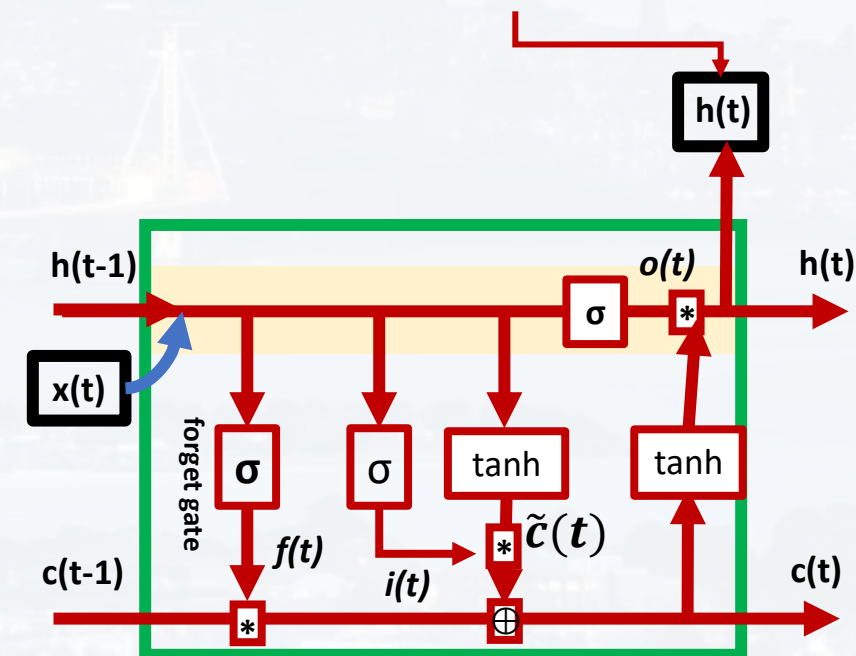 h(t)
h(t-1)
o(t)
h(t)
σ
*
x(t)
forget gate
σ
σ
tanh
tanh
f(t)
i(t)
*
c̃(t)
c(t-1)
c(t)
*
⊕